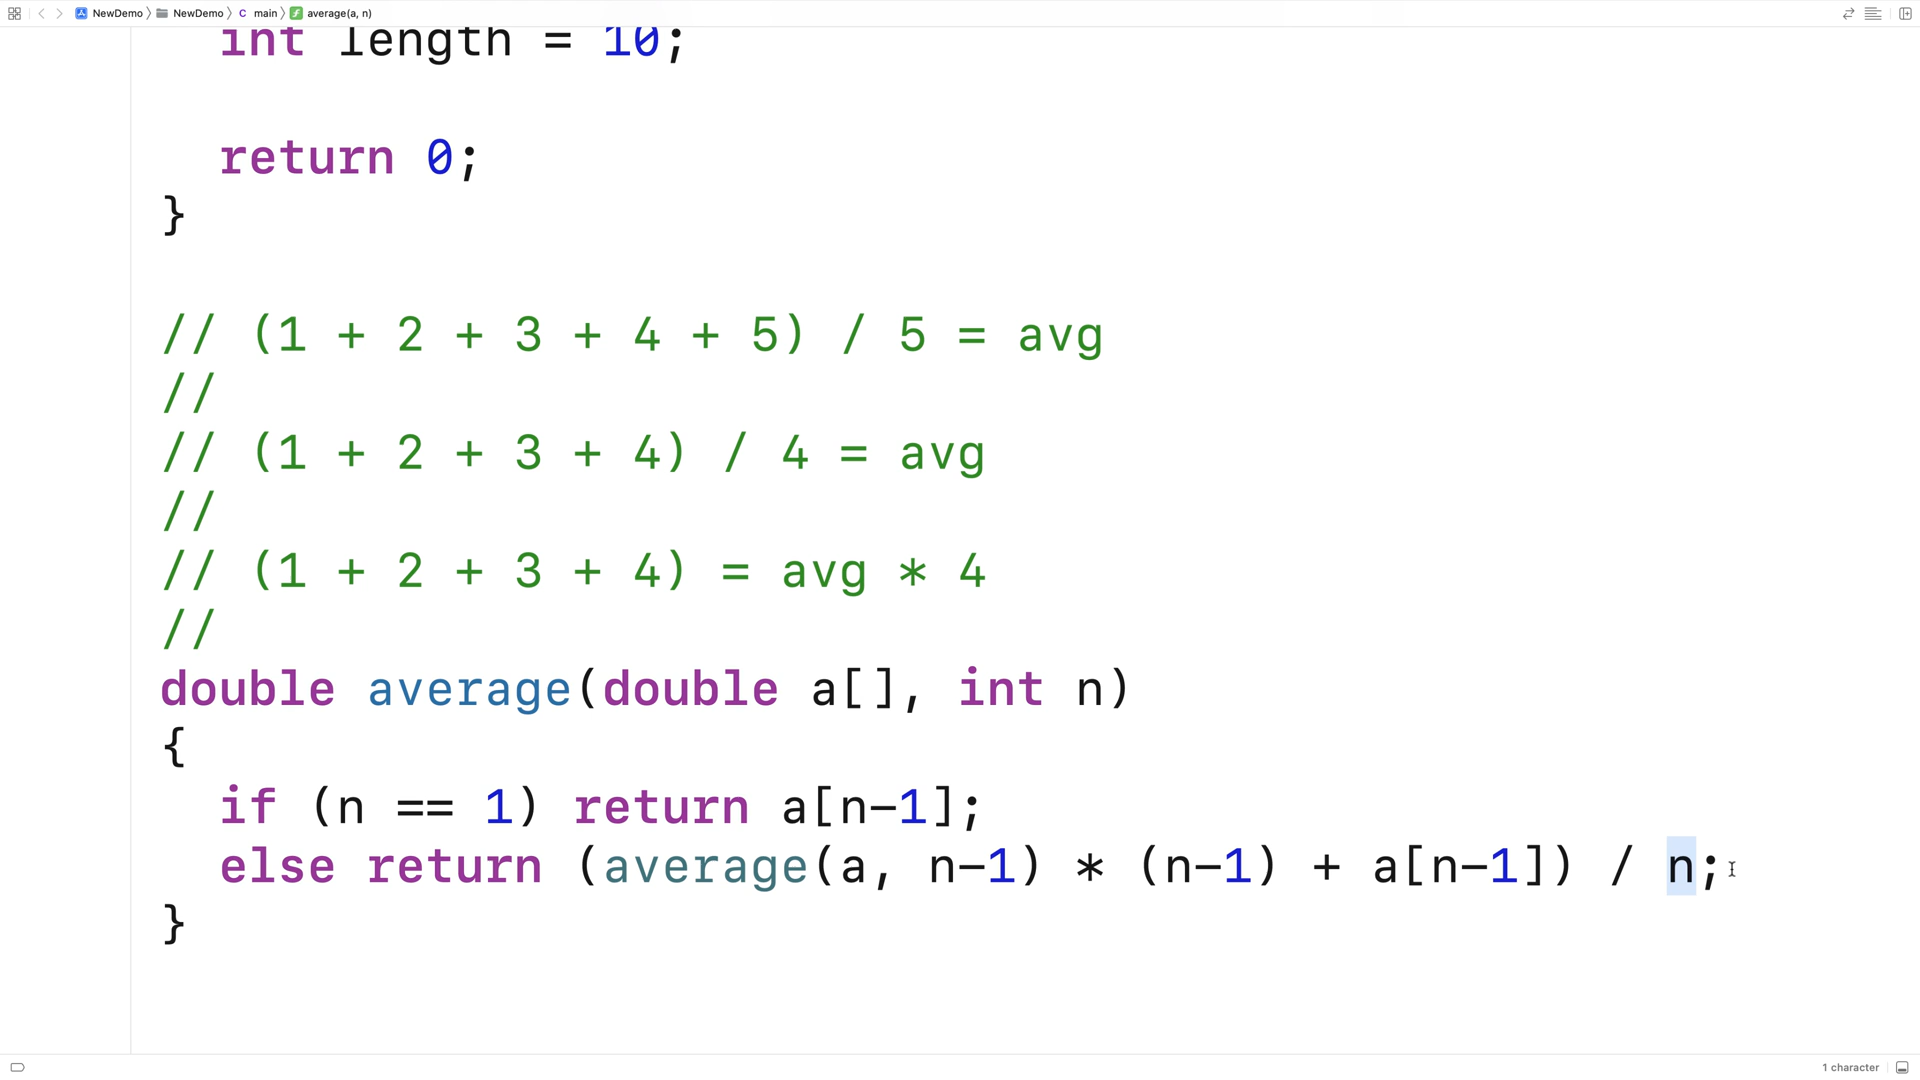 NewDemo 〉 NewDemo 〉 C main 〉 f average(a, n)
int length = 10;
return 0;
}
// (1 + 2 + 3 + 4 + 5) / 5 = avg
//
// (1 + 2 + 3 + 4) / 4 = avg
//
// (1 + 2 + 3 + 4) = avg * 4
//
double average(double a[], int n)
{
if (n == 1) return a[n-1];
else return (average(a, n-1) * (n-1) + a[n-1]) / n;
}
1 character